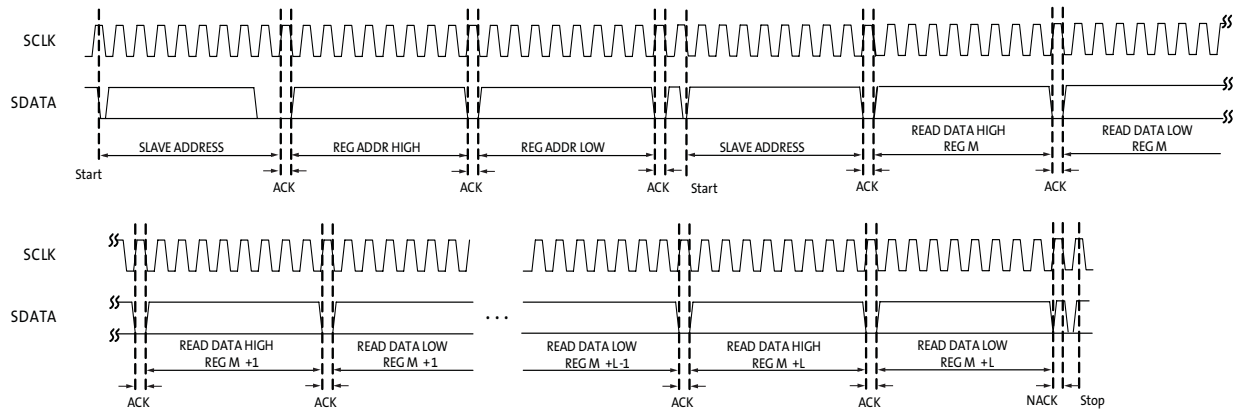 SCLK
SDATA
SLAVE ADDRESS
REG ADDR HIGH
REG ADDR LOW
SLAVE ADDRESS
READ DATA HIGH
REG M
READ DATA LOW
REG M
Start
ACK
ACK
ACK
Start
ACK
ACK
SCLK
SDATA
. . .
READ DATA HIGH
REG M +1
READ DATA LOW
REG M +1
READ DATA LOW
REG M +L-1
READ DATA HIGH
REG M +L
READ DATA LOW
REG M +L
ACK
ACK
ACK
ACK
NACK
Stop